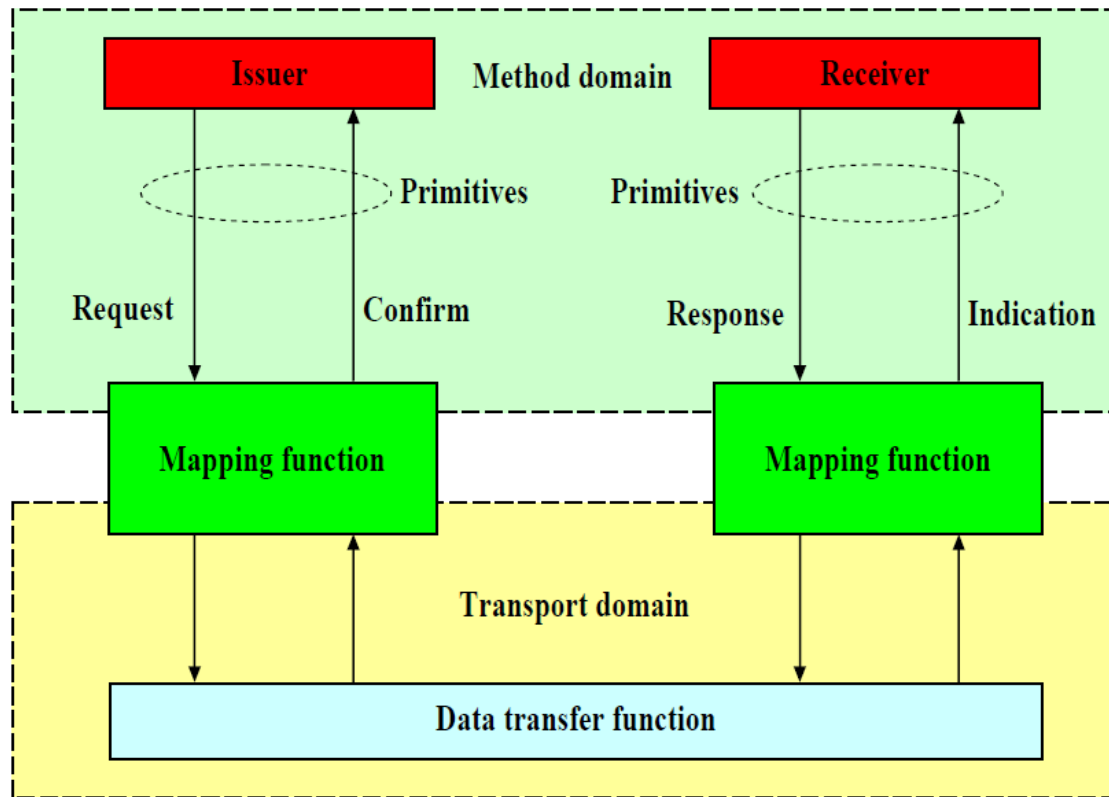 Issuer
Method domain
Receiver
Primitives
Primitives
Request
Confirm
Response
Indication
Mapping function
Mapping function
Transport domain
Data transfer function